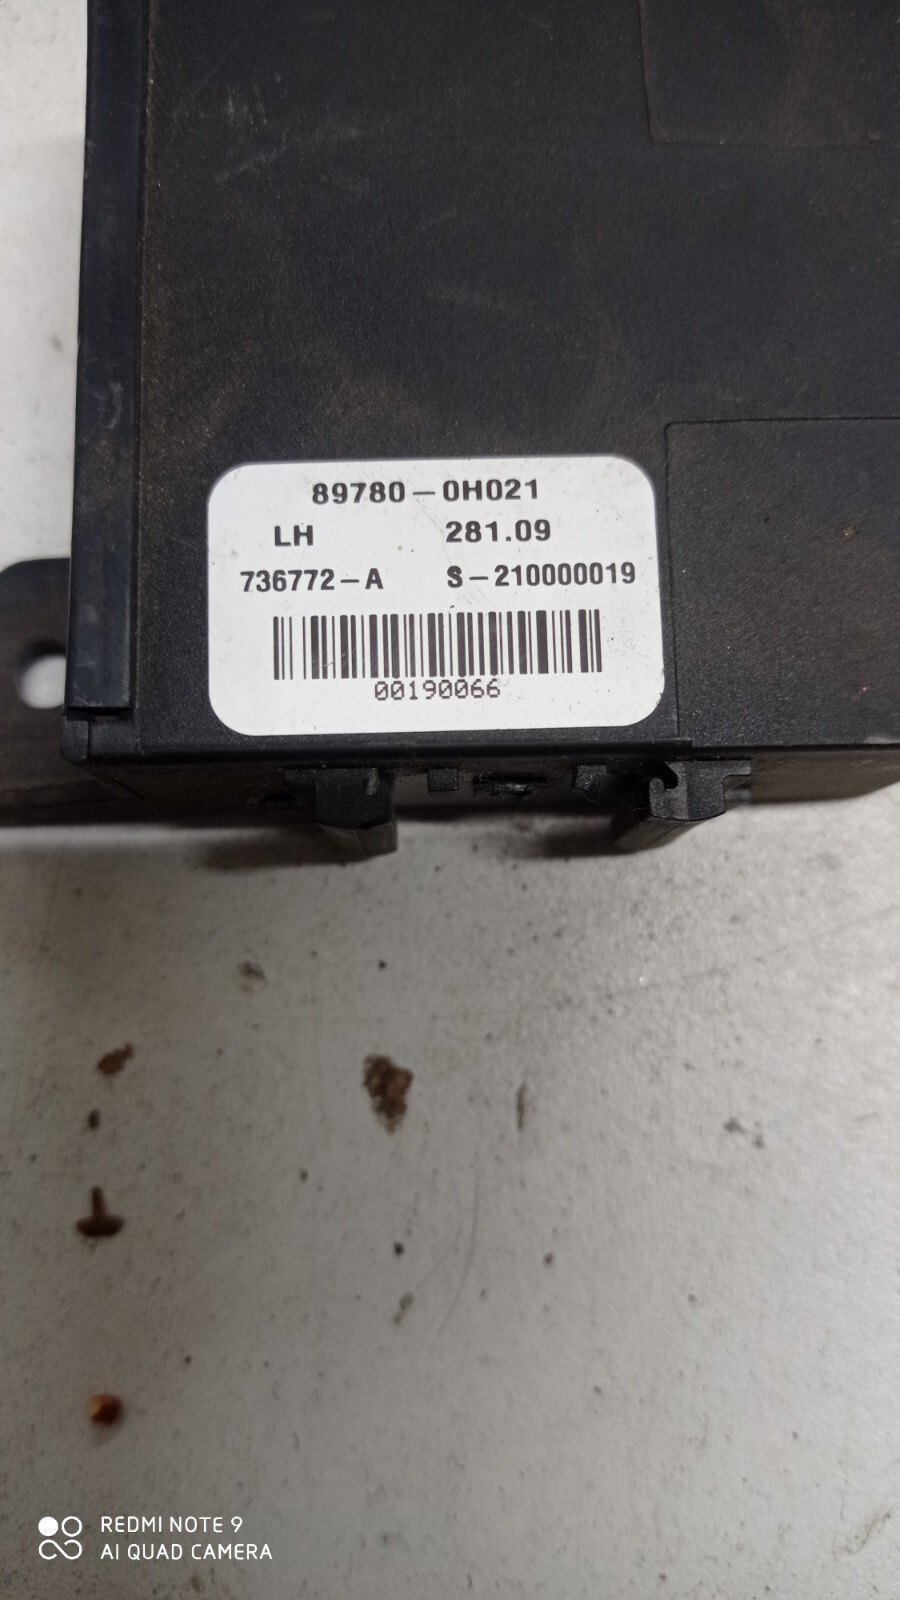 89780-0H021
LH 281.09
736772-A S-210000019
00190066
REDMI NOTE 9
AI QUAD CAMERA